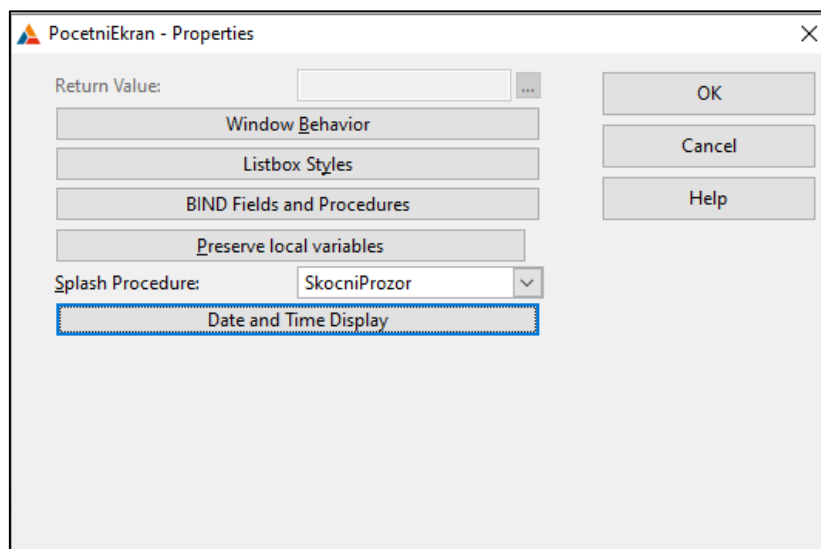 PocetniEkran - Properties
Return Value:
...
OK
Window Behavior
Cancel
Listbox Styles
Help
BIND Fields and Procedures
Preserve local variables
Splash Procedure:
SkocniProzor
Date and Time Display